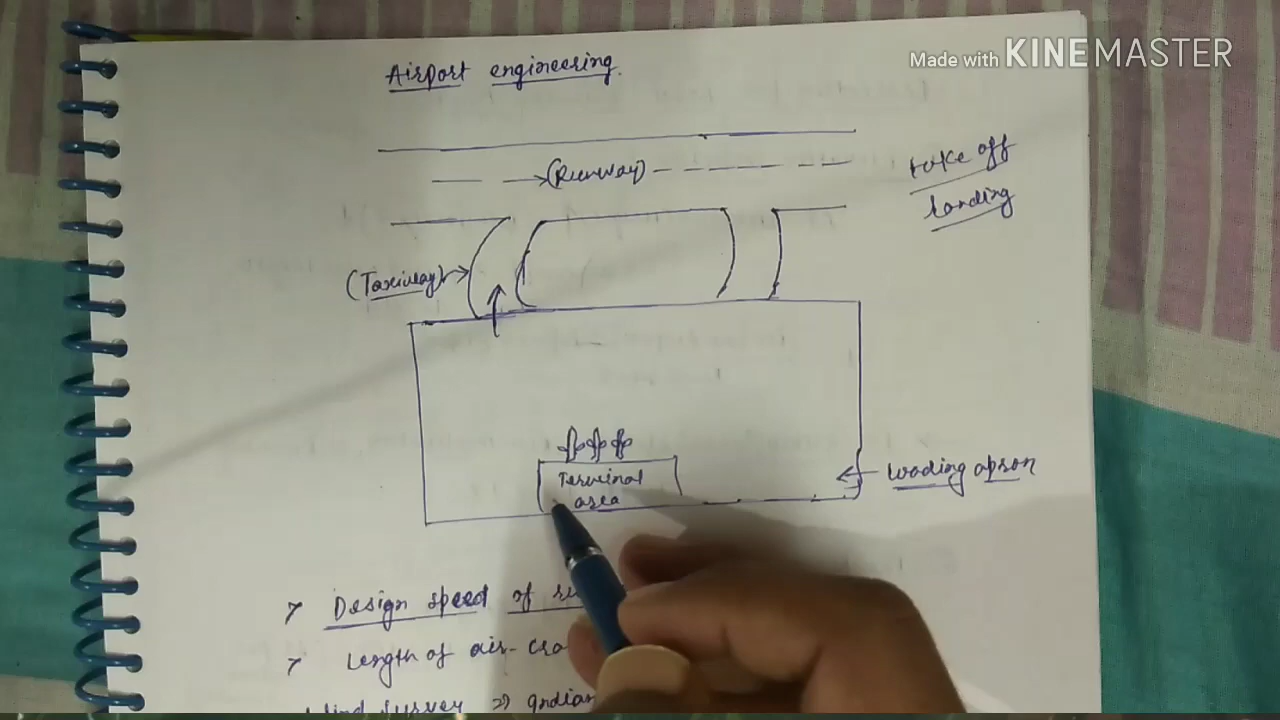 Made with KINEMASTER
Airport engineering.
(Runway)
take off
landing
(Taxiway)
Terminal
area
loading apron
> Design speed of
> Length of air-